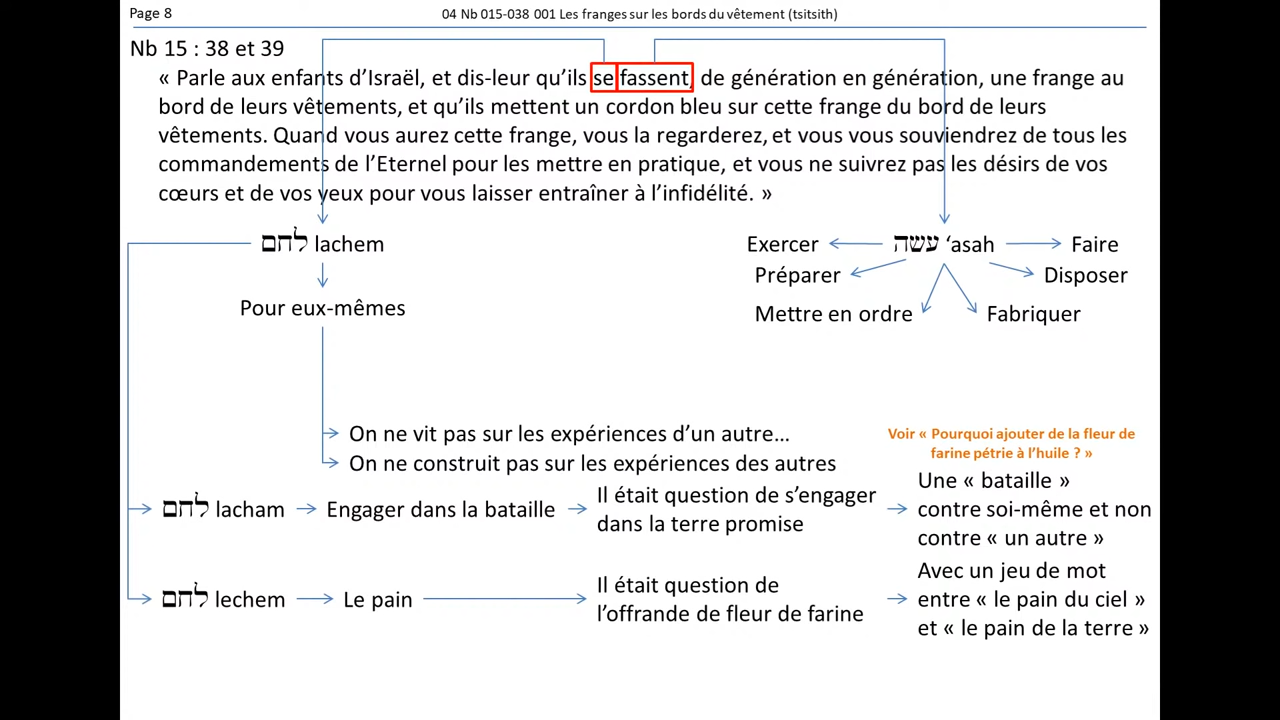 Page 8
04 Nb 015-038 001 Les franges sur les bords du vêtement (tsitsith)
Nb 15 : 38 et 39
« Parle aux enfants d’Israël, et dis-leur qu’ils se fassent, de génération en génération, une frange au
bord de leurs vêtements, et qu’ils mettent un cordon bleu sur cette frange du bord de leurs
vêtements. Quand vous aurez cette frange, vous la regarderez, et vous vous souviendrez de tous les
commandements de l’Eternel pour les mettre en pratique, et vous ne suivrez pas les désirs de vos
cœurs et de vos yeux pour vous laisser entraîner à l’infidélité. »
להם lachem
Pour eux-mêmes
Exercer
עשה ‘asah
Faire
Préparer
Disposer
Mettre en ordre
Fabriquer
On ne vit pas sur les expériences d’un autre…
On ne construit pas sur les expériences des autres
Voir « Pourquoi ajouter de la fleur de
farine pétrie à l’huile ? »
לחם lacham
Engager dans la bataille
Il était question de s’engager
dans la terre promise
Une « bataille »
contre soi-même et non
contre « un autre »
לחם lechem
Le pain
Il était question de
l’offrande de fleur de farine
Avec un jeu de mot
entre « le pain du ciel »
et « le pain de la terre »